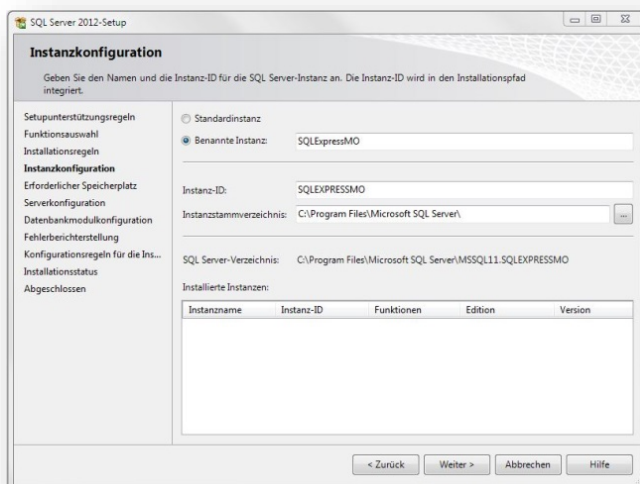 SQL Server 2012-Setup
Instanzkonfiguration
Geben Sie den Namen und die Instanz-ID für die SQL Server-Instanz an. Die Instanz-ID wird in den Installationspfad
integriert.
Setupunterstützungsregeln
Funktionsauswahl
Installationsregeln
Instanzkonfiguration
Erforderlicher Speicherplatz
Serverkonfiguration
Datenbankmodulkonfiguration
Fehlerberichterstellung
Konfigurationsregeln für die Ins...
Installationsstatus
Abgeschlossen
Standardinstanz
Benannte Instanz: SQLExpressMO
Instanz-ID: SQLEXPRESSMO
Instanzstammverzeichnis: C:\Program Files\Microsoft SQL Server\ ...
SQL Server-Verzeichnis: C:\Program Files\Microsoft SQL Server\MSSQL11.SQLEXPRESSMO
Installierte Instanzen:
Instanzname Instanz-ID Funktionen Edition Version
< Zurück Weiter > Abbrechen Hilfe